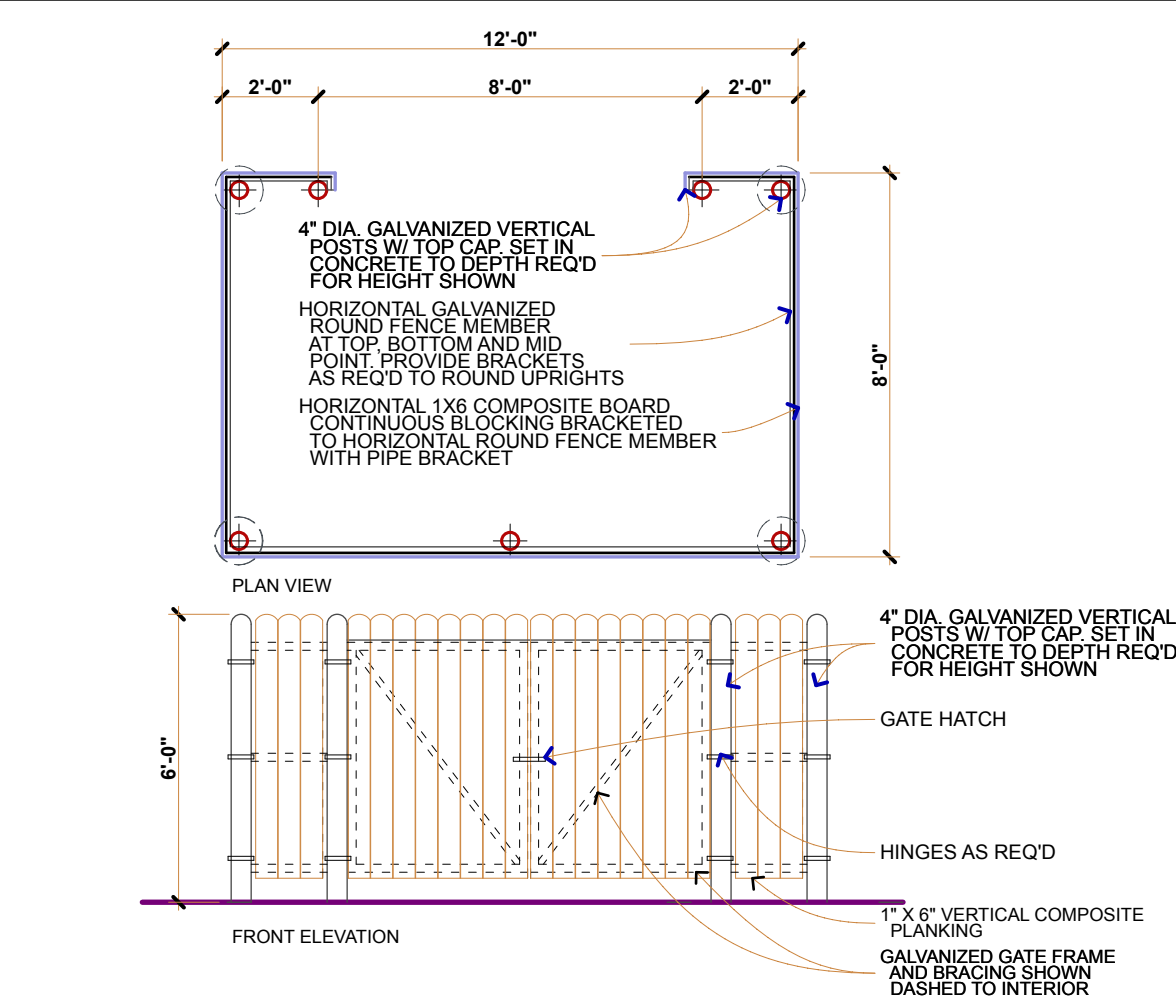 12'-0"
2'-0"
8'-0"
2'-0"
4" DIA. GALVANIZED VERTICAL
POSTS W/ TOP CAP. SET IN
CONCRETE TO DEPTH REQ'D
FOR HEIGHT SHOWN
HORIZONTAL GALVANIZED
ROUND FENCE MEMBER
AT TOP, BOTTOM AND MID
POINT. PROVIDE BRACKETS
AS REQ'D TO ROUND UPRIGHTS
HORIZONTAL 1X6 COMPOSITE BOARD
CONTINUOUS BLOCKING BRACKETED
TO HORIZONTAL ROUND FENCE MEMBER
WITH PIPE BRACKET
8'-0"
PLAN VIEW
6'-0"
4" DIA. GALVANIZED VERTICAL
POSTS W/ TOP CAP. SET IN
CONCRETE TO DEPTH REQ'D
FOR HEIGHT SHOWN
GATE HATCH
HINGES AS REQ'D
1" X 6" VERTICAL COMPOSITE
PLANKING
GALVANIZED GATE FRAME
AND BRACING SHOWN
DASHED TO INTERIOR
FRONT ELEVATION